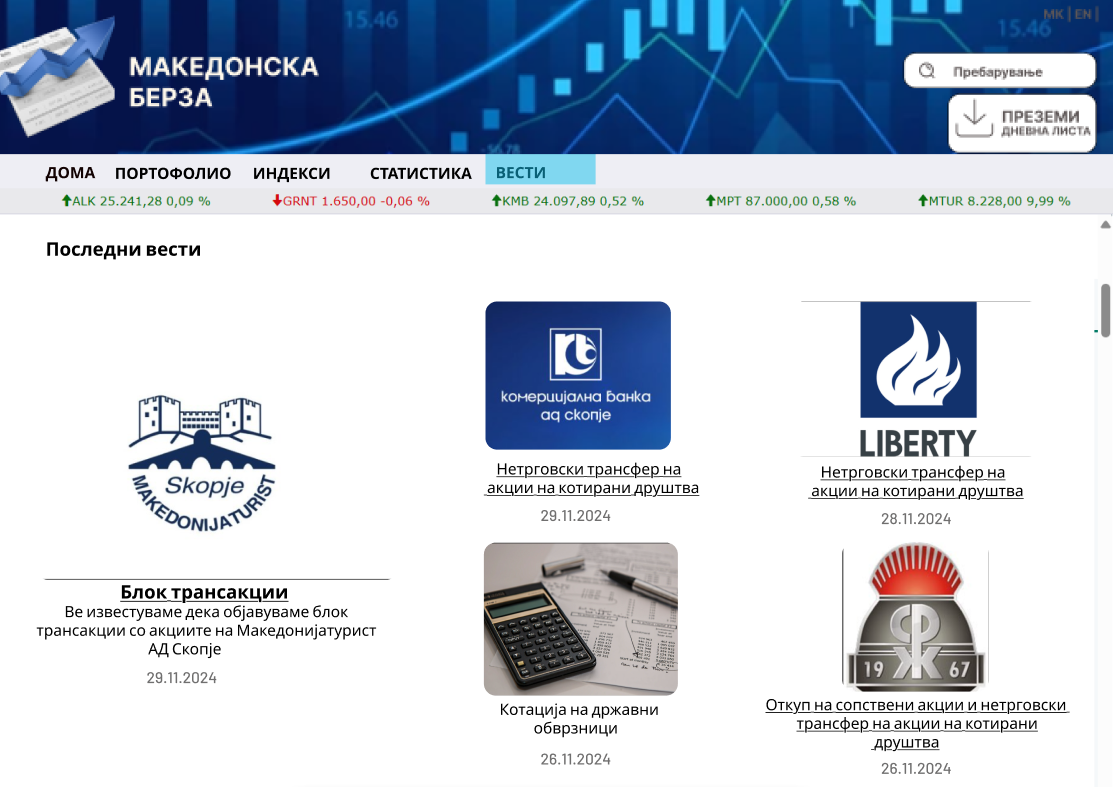 15.46
МК | EN |
15.46
МАКЕДОНСКА
БЕРЗА
Пребарување
ПРЕЗЕМИ
ДНЕВНА ЛИСТА
ДОМА ПОРТОФОЛИО ИНДЕКСИ СТАТИСТИКА ВЕСТИ
ALK 25.241,28 0,09 % GRNT 1.650,00 -0,06 % KMB 24.097,89 0,52 % MPT 87.000,00 0,58 % MTUR 8.228,00 9,99 %
Последни вести
Skopje
MAKEDONIJATURIST
Блок трансакции
Ве известуваме дека објавуваме блок
трансакции со акциите на Македонијатурист
АД Скопје
29.11.2024
комерцијална банка
ад скопје
Нетрговски трансфер на
акции на котирани друштва
29.11.2024
LIBERTY
Нетрговски трансфер на
акции на котирани друштва
28.11.2024
Котација на државни
обврзници
26.11.2024
19 67
Откуп на сопствени акции и нетрговски
трансфер на акции на котирани
друштва
26.11.2024